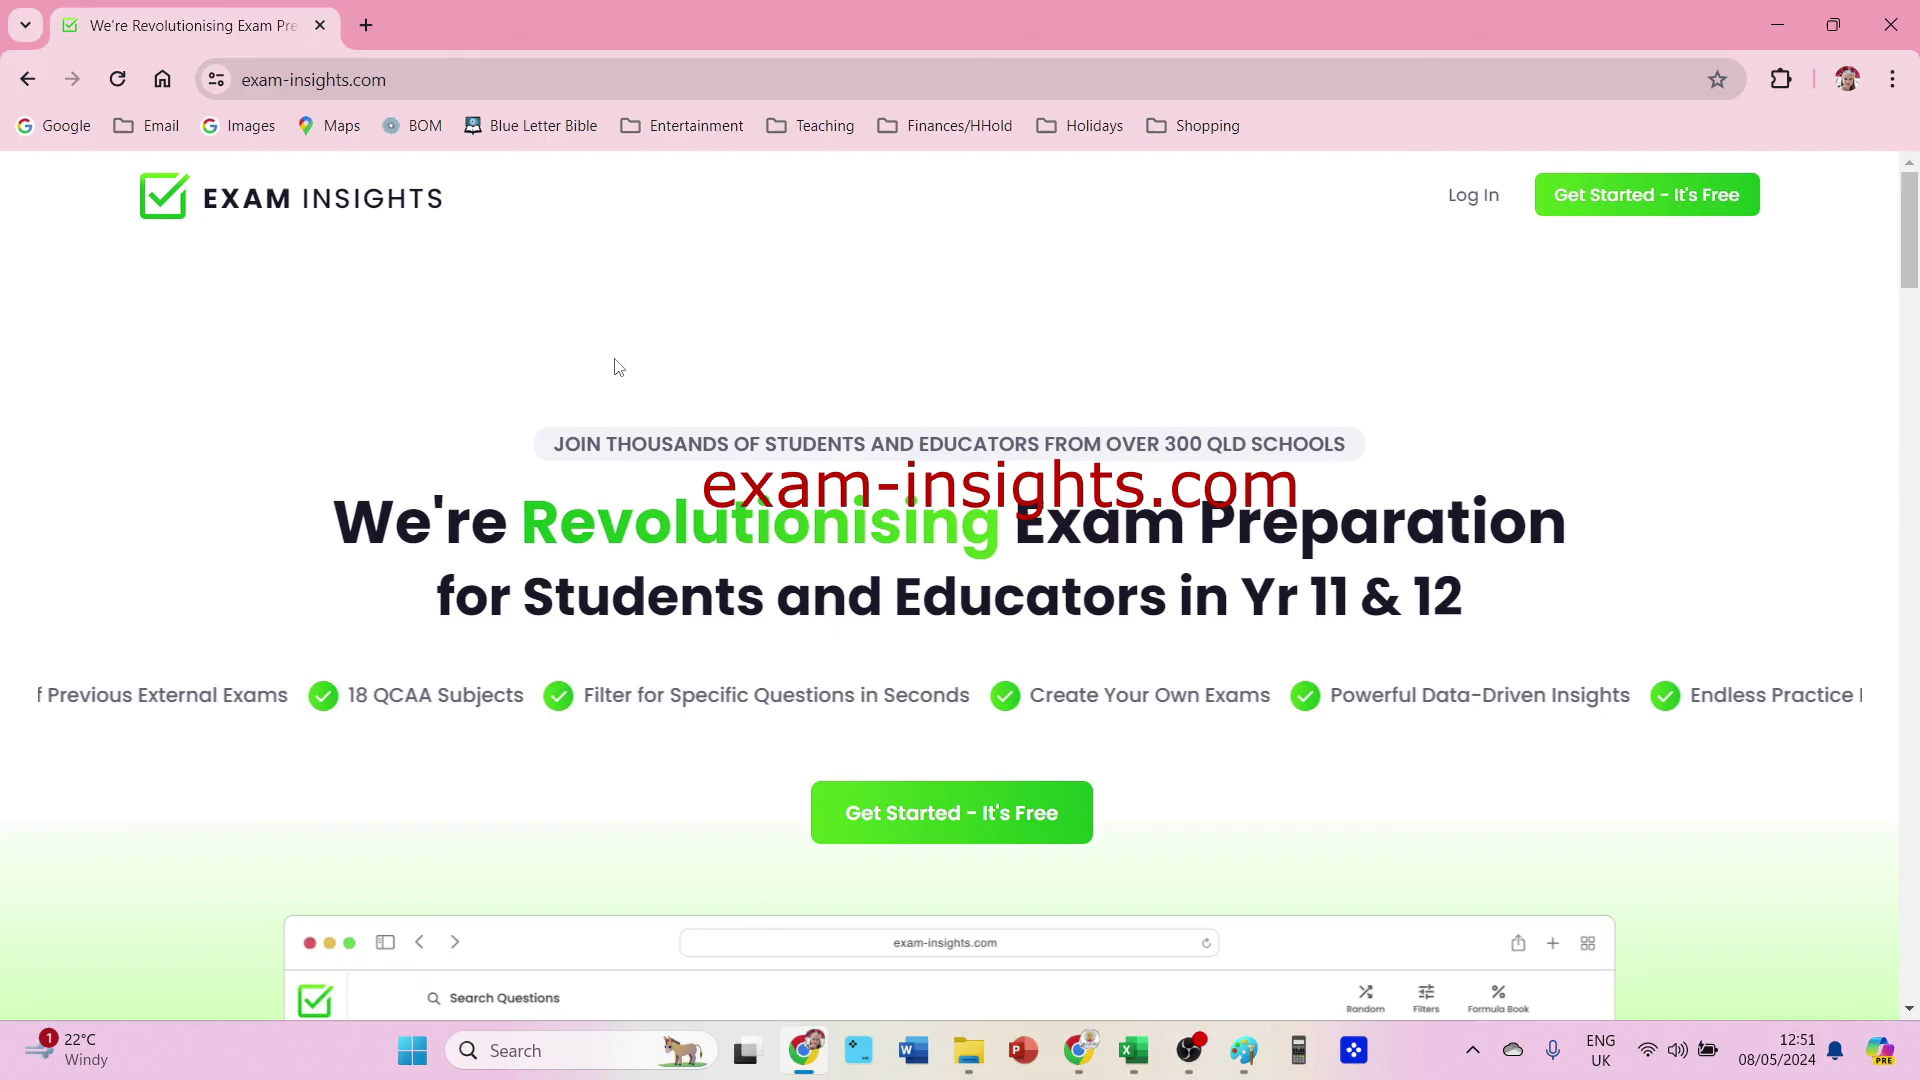 We're Revolutionising Exam Pre
exam-insights.com
Google Email Images Maps BOM Blue Letter Bible Entertainment Teaching Finances/HHold Holidays Shopping
EXAM INSIGHTS
Log In
Get Started - It's Free
JOIN THOUSANDS OF STUDENTS AND EDUCATORS FROM OVER 300 QLD SCHOOLS
exam-insights.com
We're Revolutionising Exam Preparation
for Students and Educators in Yr 11 & 12
f Previous External Exams 18 QCAA Subjects Filter for Specific Questions in Seconds Create Your Own Exams Powerful Data-Driven Insights Endless Practice
Get Started - It's Free
exam-insights.com
Search Questions
Random Filters Formula Book
1
22°C
Windy
Search
W
P
X
ENG
UK
12:51
08/05/2024
PRE